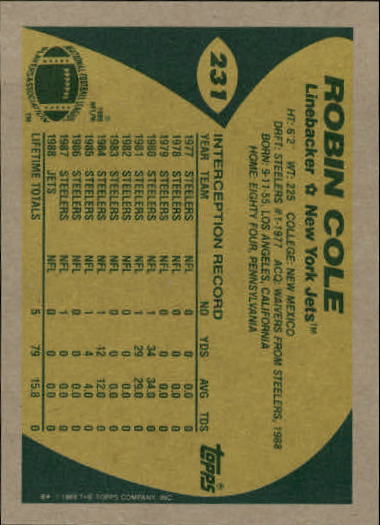 231
ROBIN COLE
Linebacker ✩ New York Jets™
HT: 6'2 WT: 225 COLLEGE: NEW MEXICO
DRFT: STEELERS #1-1977 ACQ: WAIVERS FROM STEELERS, 1988
BORN: 9-11-55, LOS ANGELES, CALIFORNIA
HOME: EIGHTY FOUR, PENNSYLVANIA
topps®
INTERCEPTION RECORD
YEAR TEAM NO YDS AVG TDS
1977 STEELERS NFL 0 0 0.0 0
1978 STEELERS NFL 0 0 0.0 0
1979 STEELERS NFL 0 0 0.0 0
1980 STEELERS NFL 1 34 34.0 0
1981 STEELERS NFL 1 29 29.0 0
1982 STEELERS NFL 0 0 0.0 0
1983 STEELERS NFL 0 0 0.0 0
1984 STEELERS NFL 1 12 12.0 0
1985 STEELERS NFL 1 4 4.0 0
1986 STEELERS NFL 0 0 0.0 0
1987 STEELERS NFL 1 0 0.0 0
1988 JETS NFL 0 0 0.0 0
LIFETIME TOTALS 5 79 15.8 0
NATIONAL FOOTBALL LEAGUE
PLAYERS ASSOCIATION
© 1989 THE TOPPS COMPANY, INC.